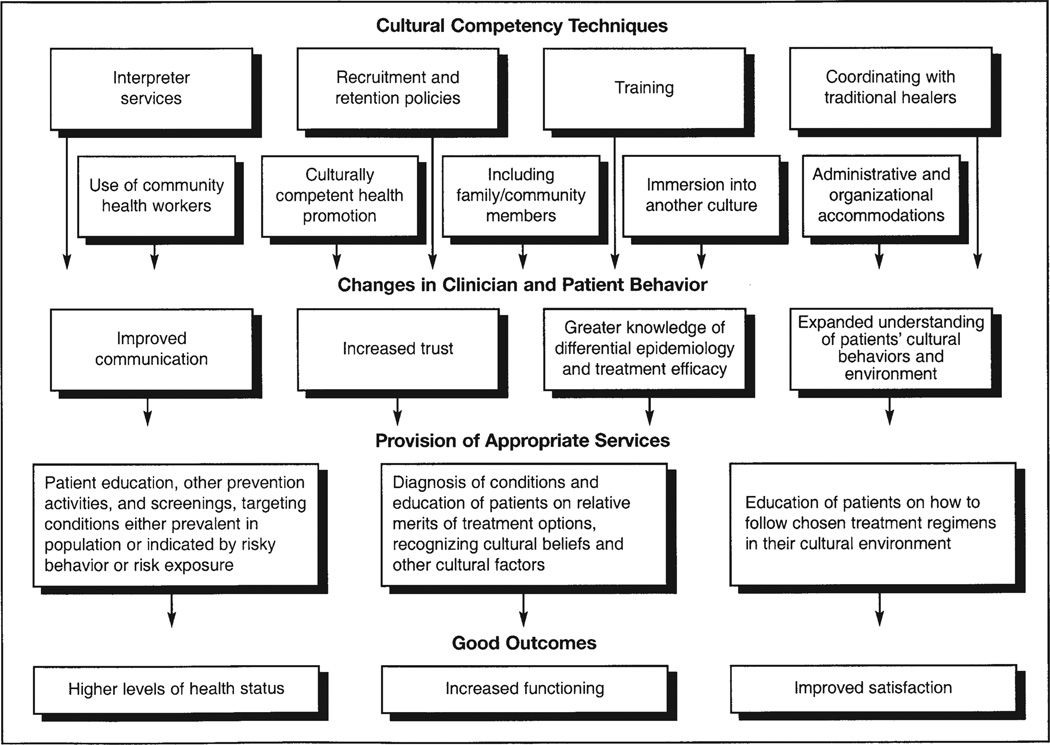 Cultural Competency Techniques
Interpreter
services
Recruitment and
retention policies
Training
Coordinating with
traditional healers
Use of community
health workers
Culturally
competent health
promotion
Including
family/community
members
Immersion into
another culture
Administrative and
organizational
accommodations
Changes in Clinician and Patient Behavior
Improved
communication
Increased trust
Greater knowledge of
differential epidemiology
and treatment efficacy
Expanded understanding
of patients' cultural
behaviors and
environment
Provision of Appropriate Services
Patient education, other prevention
activities, and screenings, targeting
conditions either prevalent in
population or indicated by risky
behavior or risk exposure
Diagnosis of conditions and
education of patients on relative
merits of treatment options,
recognizing cultural beliefs and
other cultural factors
Education of patients on how to
follow chosen treatment regimens
in their cultural environment
Good Outcomes
Higher levels of health status
Increased functioning
Improved satisfaction